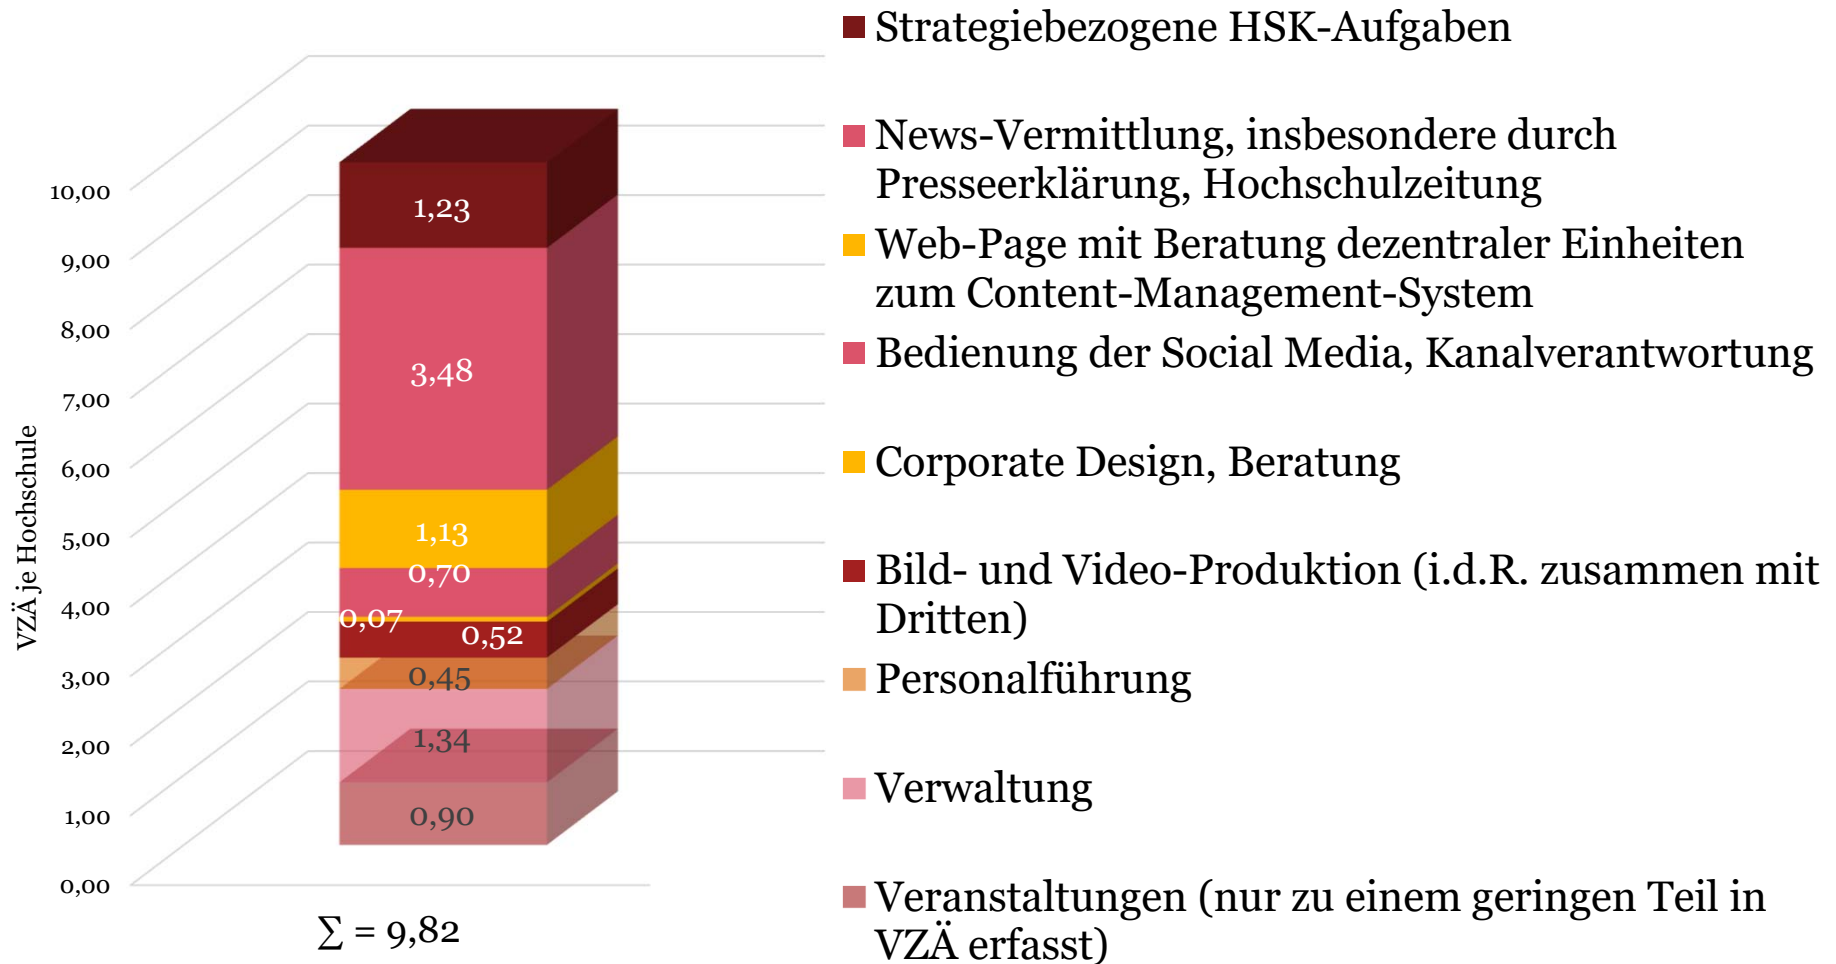 VZÄ je Hochschule
10,00
9,00
8,00
7,00
6,00
5,00
4,00
3,00
2,00
1,00
0,00
1,23
3,48
1,13
0,70
0,07
0,52
0,45
1,34
0,90
∑ = 9,82
Strategiebezogene HSK-Aufgaben
News-Vermittlung, insbesondere durch
Presseerklärung, Hochschulzeitung
Web-Page mit Beratung dezentraler Einheiten
zum Content-Management-System
Bedienung der Social Media, Kanalverantwortung
Corporate Design, Beratung
Bild- und Video-Produktion (i.d.R. zusammen mit
Dritten)
Personalführung
Verwaltung
Veranstaltungen (nur zu einem geringen Teil in
VZÄ erfasst)